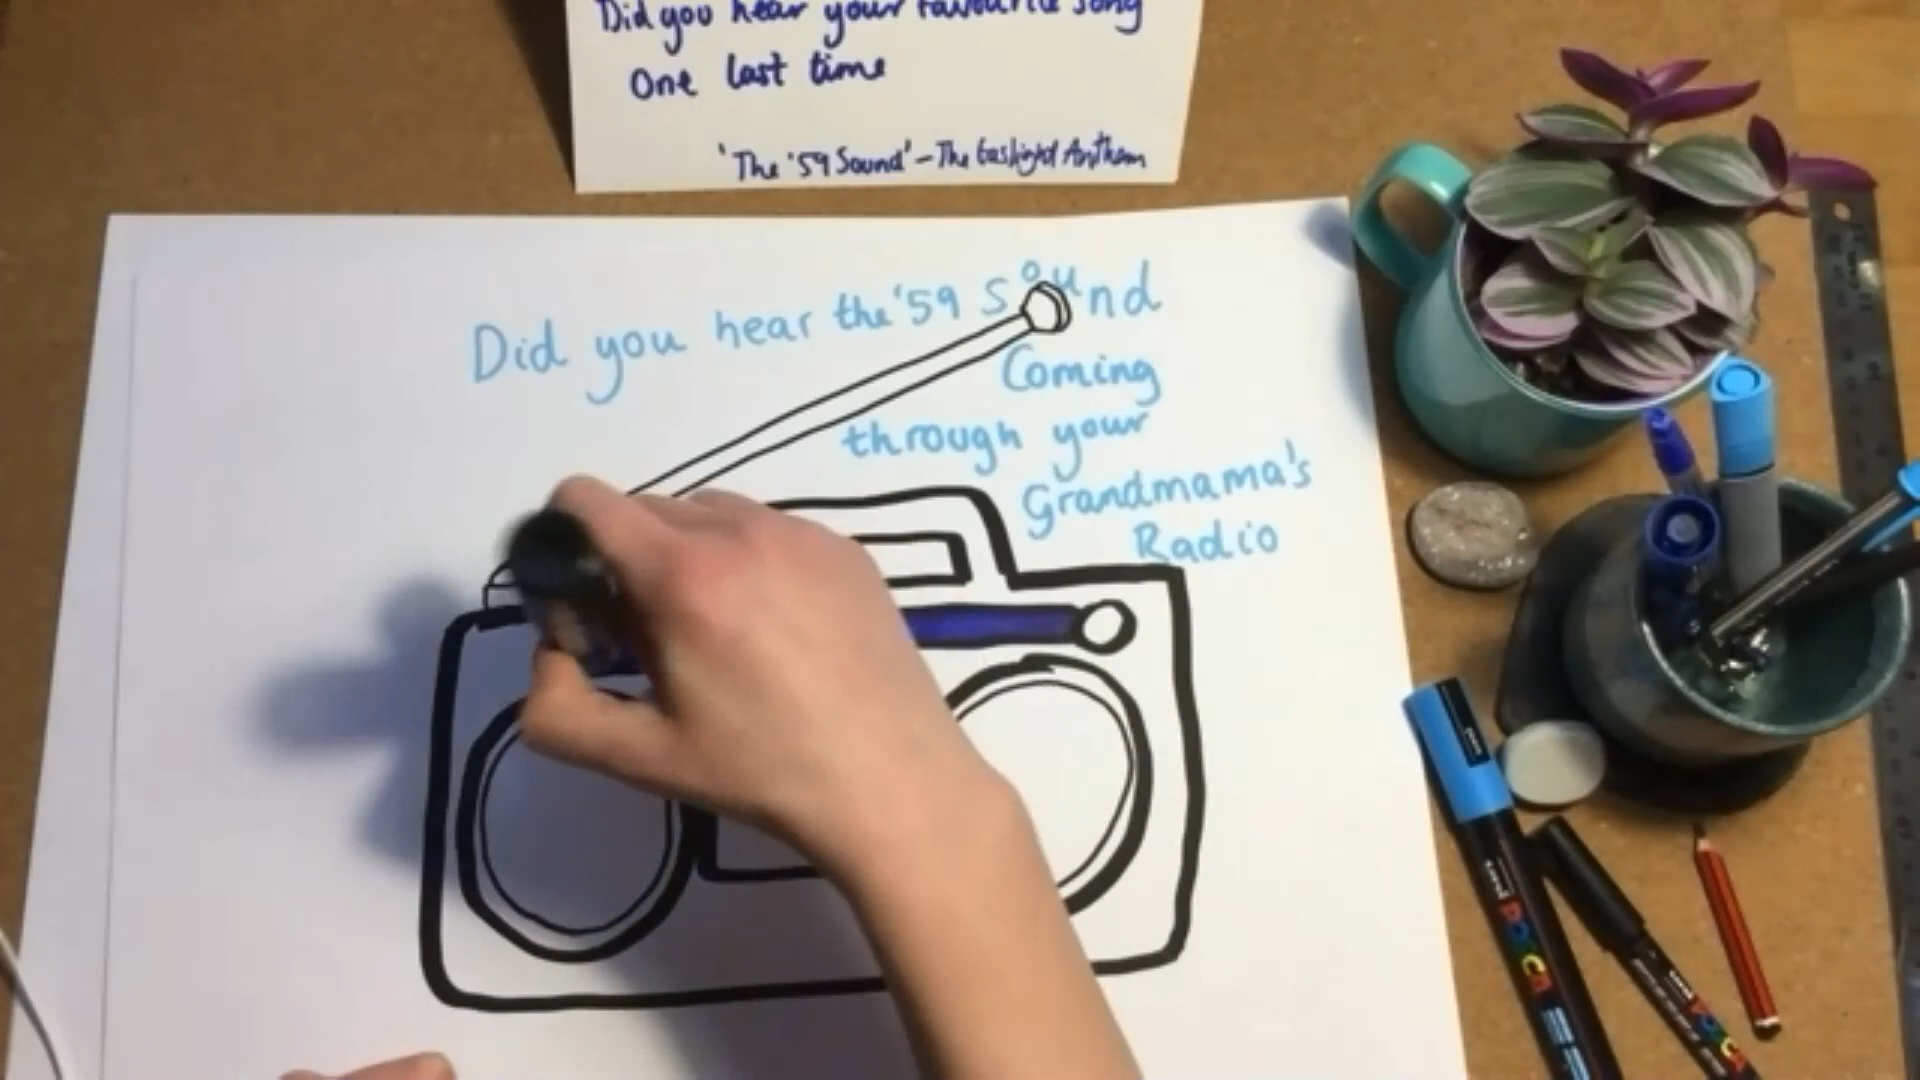 Did you hear your favourite song
One last time
'The '59 Sound' – The Gaslight Anthem
Did you hear the '59 Sound
Coming
through your
Grandmama's
Radio
POSCA
POSCA